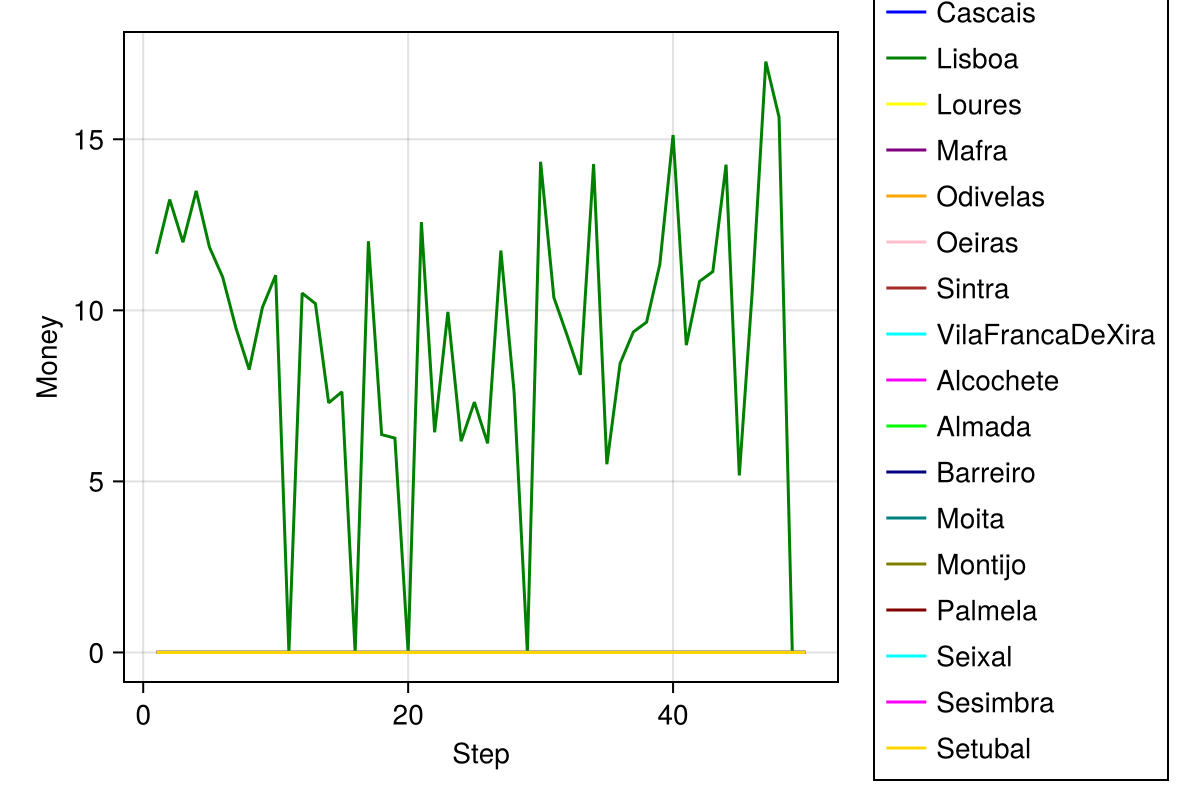 Money
15
10
5
0
0 20 40
Step
Cascais
Lisboa
Loures
Mafra
Odivelas
Oeiras
Sintra
VilaFrancaDeXira
Alcochete
Almada
Barreiro
Moita
Montijo
Palmela
Seixal
Sesimbra
Setubal